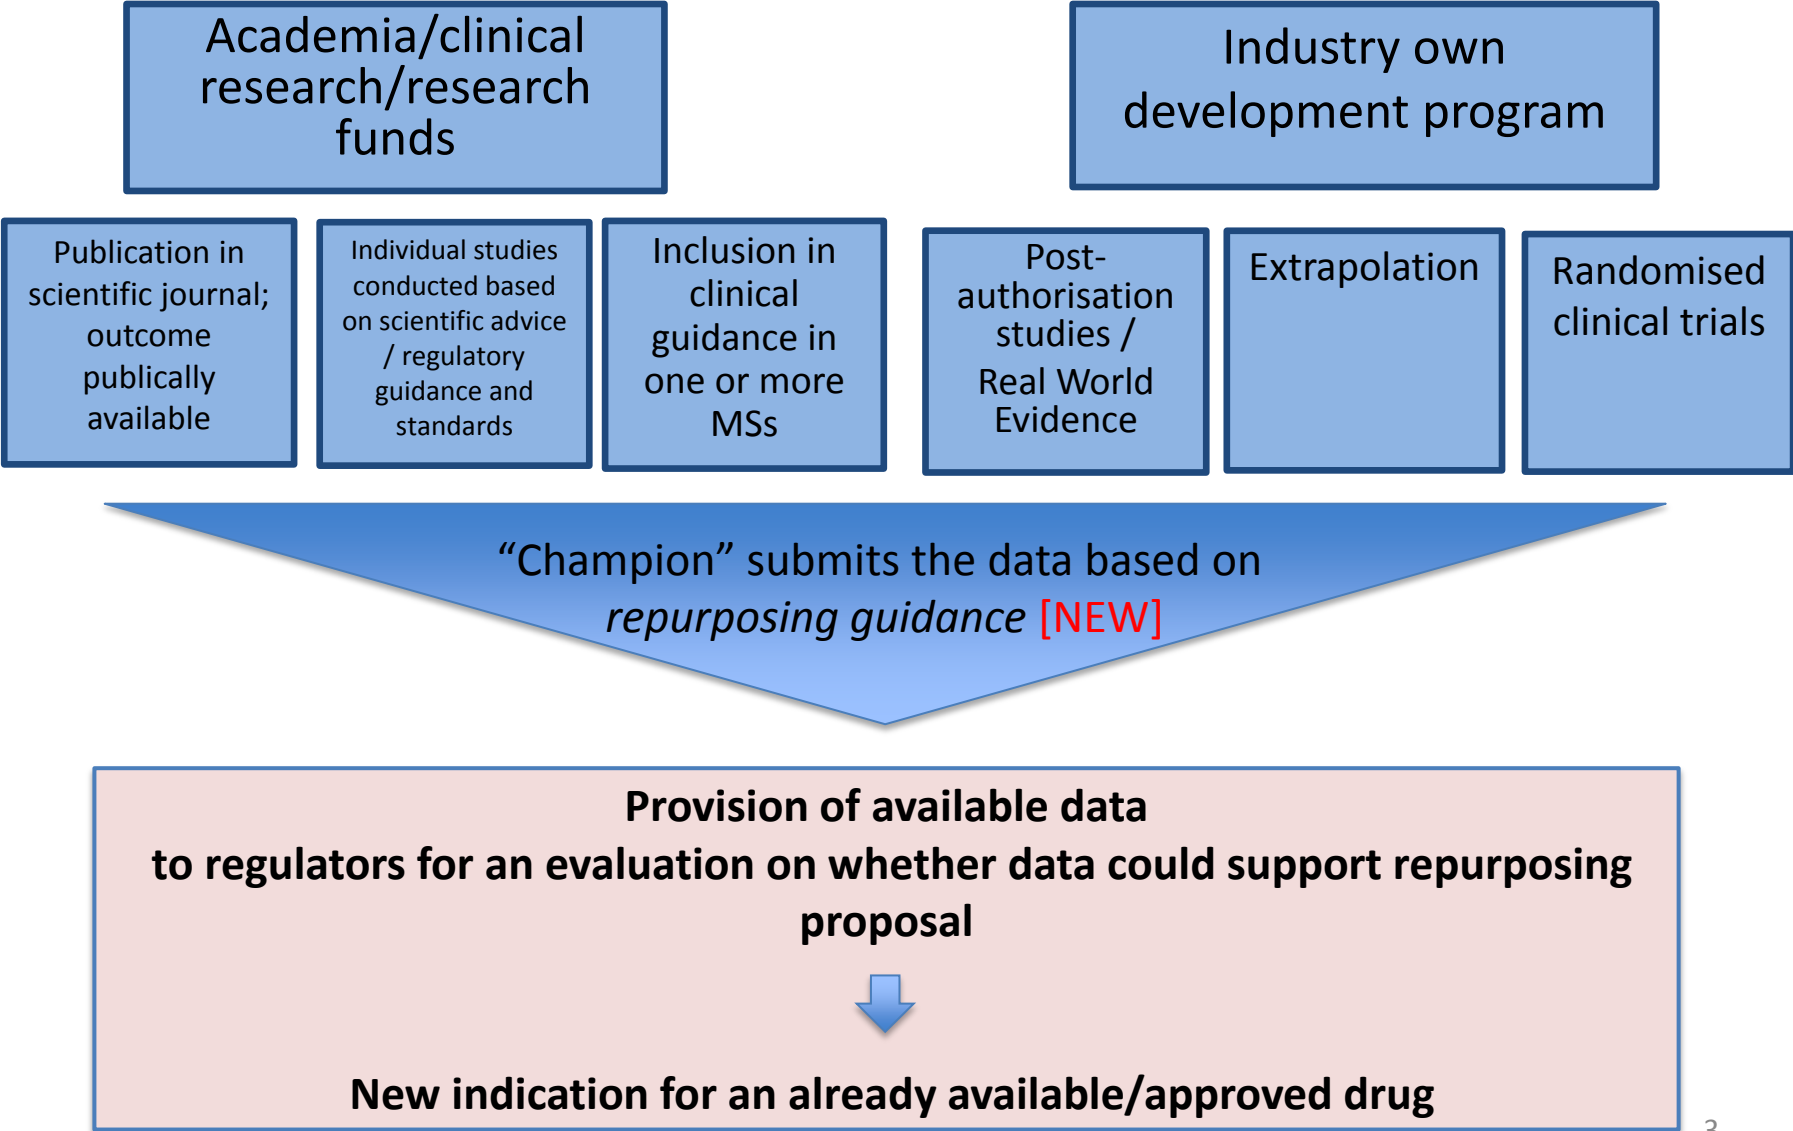 Academia/clinical
research/research
funds
Industry own
development program
Publication in
scientific journal;
outcome
publically
available
Individual studies
conducted based
on scientific advice
/ regulatory
guidance and
standards
Inclusion in
clinical
guidance in
one or more
MSs
Post-
authorisation
studies /
Real World
Evidence
Extrapolation
Randomised
clinical trials
“Champion” submits the data based on
repurposing guidance [NEW]
Provision of available data
to regulators for an evaluation on whether data could support repurposing
proposal
New indication for an already available/approved drug
3